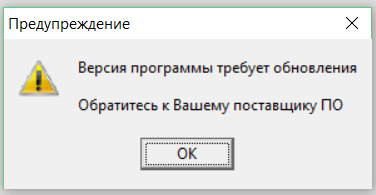 Предупреждение
Версия программы требует обновления
Обратитесь к Вашему поставщику ПО
OK